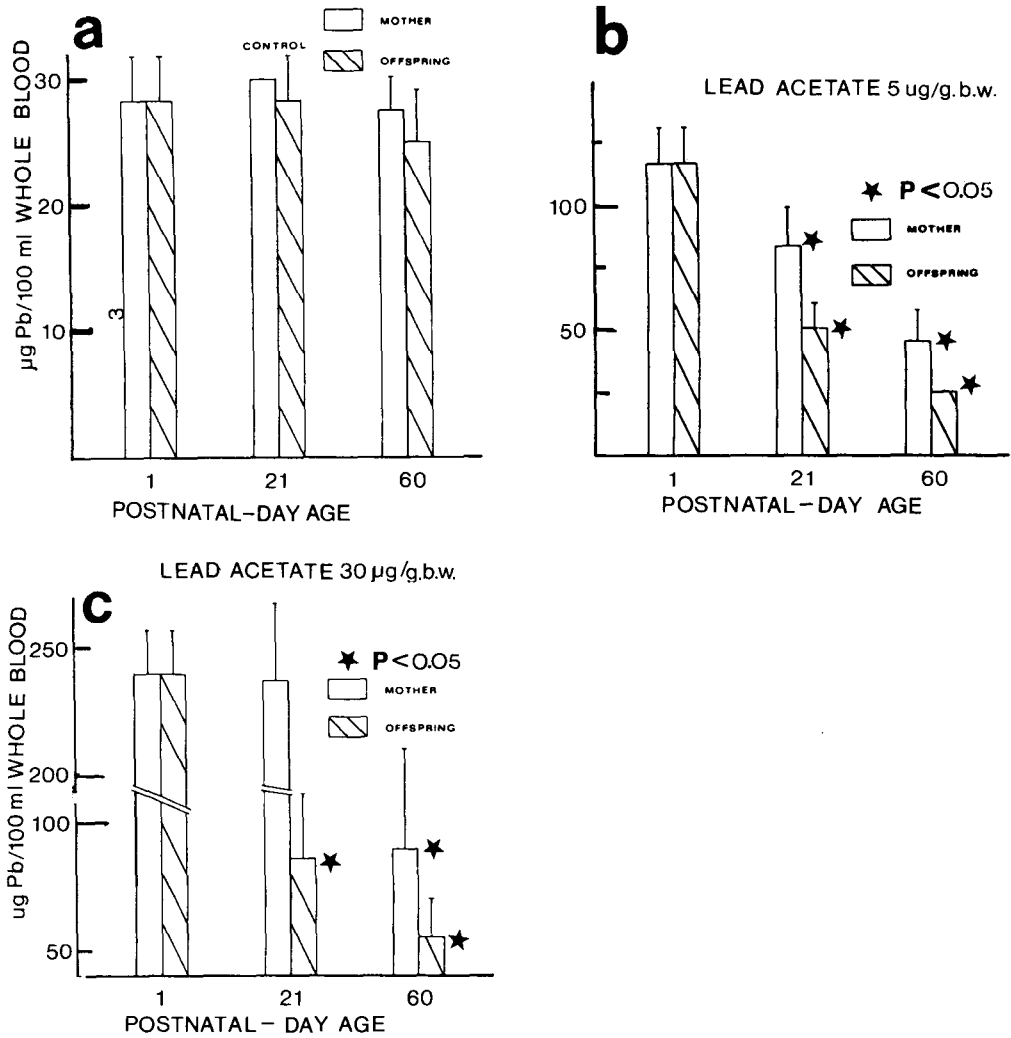 a
MOTHER
CONTROL
OFFSPRING
µg Pb/100 ml WHOLE BLOOD
30
20
10
3
1 21 60
POSTNATAL-DAY AGE
b
LEAD ACETATE 5 ug/g.b.w.
★ P<0.05
MOTHER
OFFSPRING
100
50
1 21 60
POSTNATAL-DAY AGE
LEAD ACETATE 30 µg/g.b.w.
c
ug Pb/100 ml WHOLE BLOOD
★ P<0.05
MOTHER
OFFSPRING
250
200
100
50
1 21 60
POSTNATAL-DAY AGE